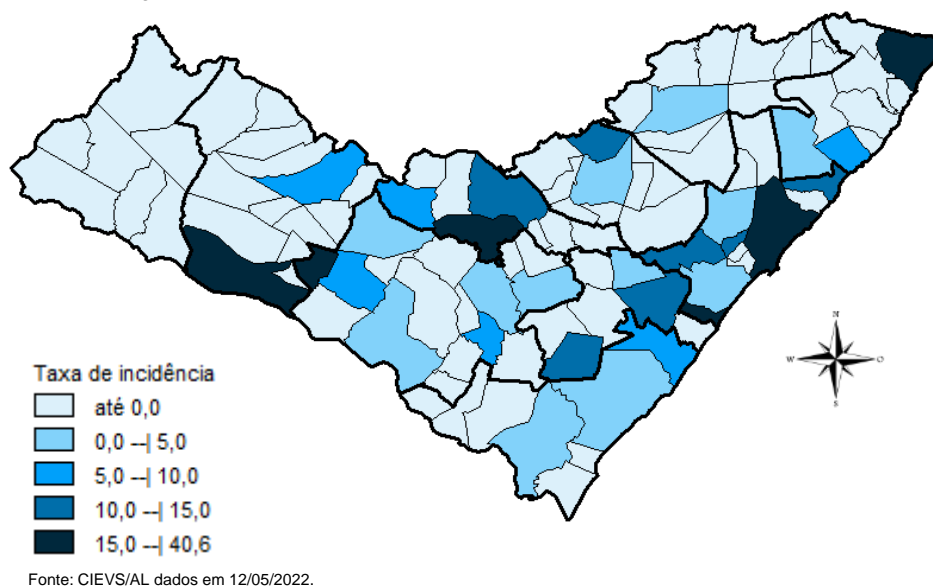 N
W
O
S
Taxa de incidência
até 0,0
0,0 --| 5,0
5,0 --| 10,0
10,0 --| 15,0
15,0 --| 40,6
Fonte: CIEVS/AL dados em 12/05/2022.